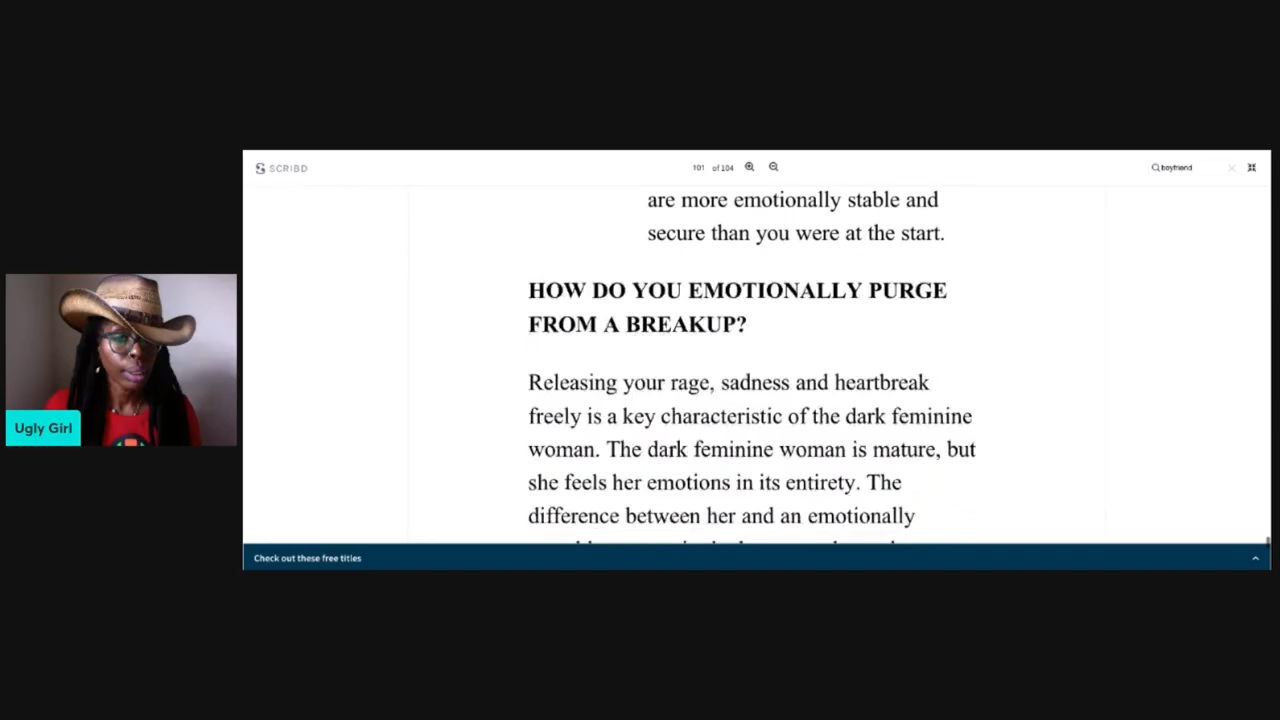 SCRIBD
101 of 104
boyfriend
are more emotionally stable and
secure than you were at the start.
HOW DO YOU EMOTIONALLY PURGE
FROM A BREAKUP?
Releasing your rage, sadness and heartbreak
freely is a key characteristic of the dark feminine
woman. The dark feminine woman is mature, but
she feels her emotions in its entirety. The
difference between her and an emotionally
Ugly Girl
Check out these free titles